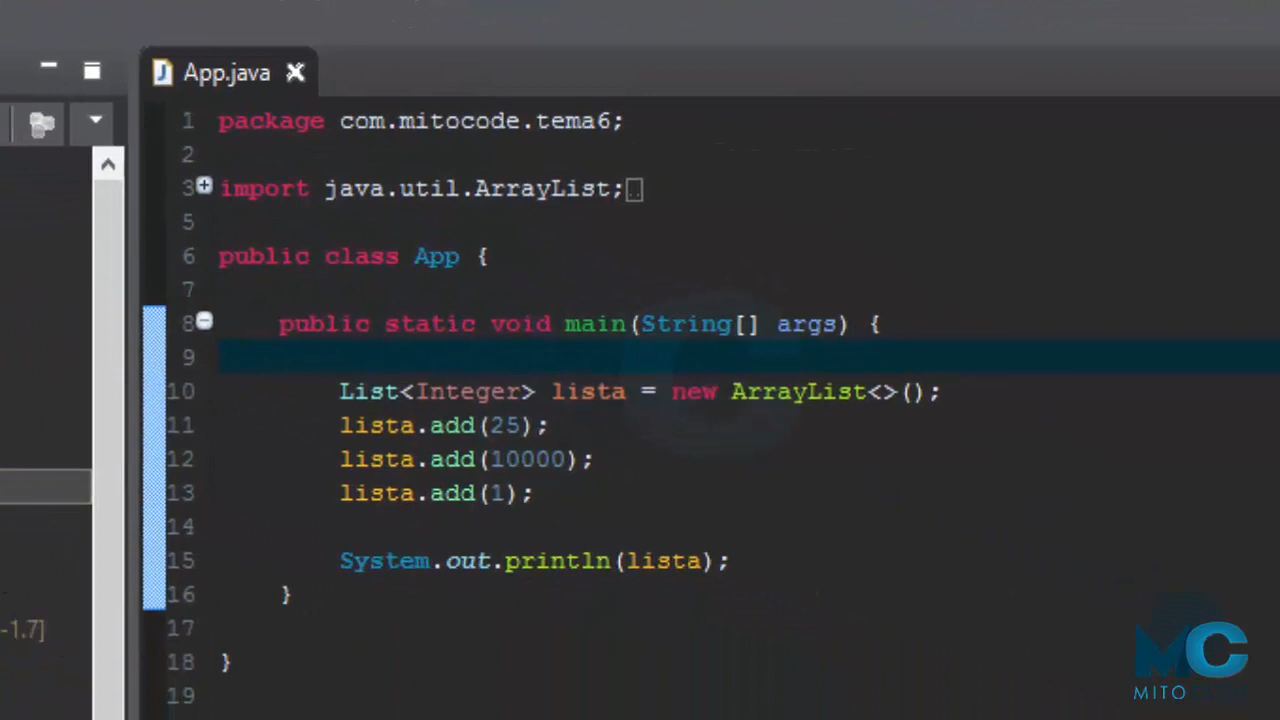 App.java
1 package com.mitocode.tema6;
2
3 import java.util.ArrayList;
5
6 public class App {
7
8 public static void main(String[] args) {
9
10 List<Integer> lista = new ArrayList<>();
11 lista.add(25);
12 lista.add(10000);
13 lista.add(1);
14
15 System.out.println(lista);
16 }
17
18 }
19
-1.7]
MC
MITOCODE